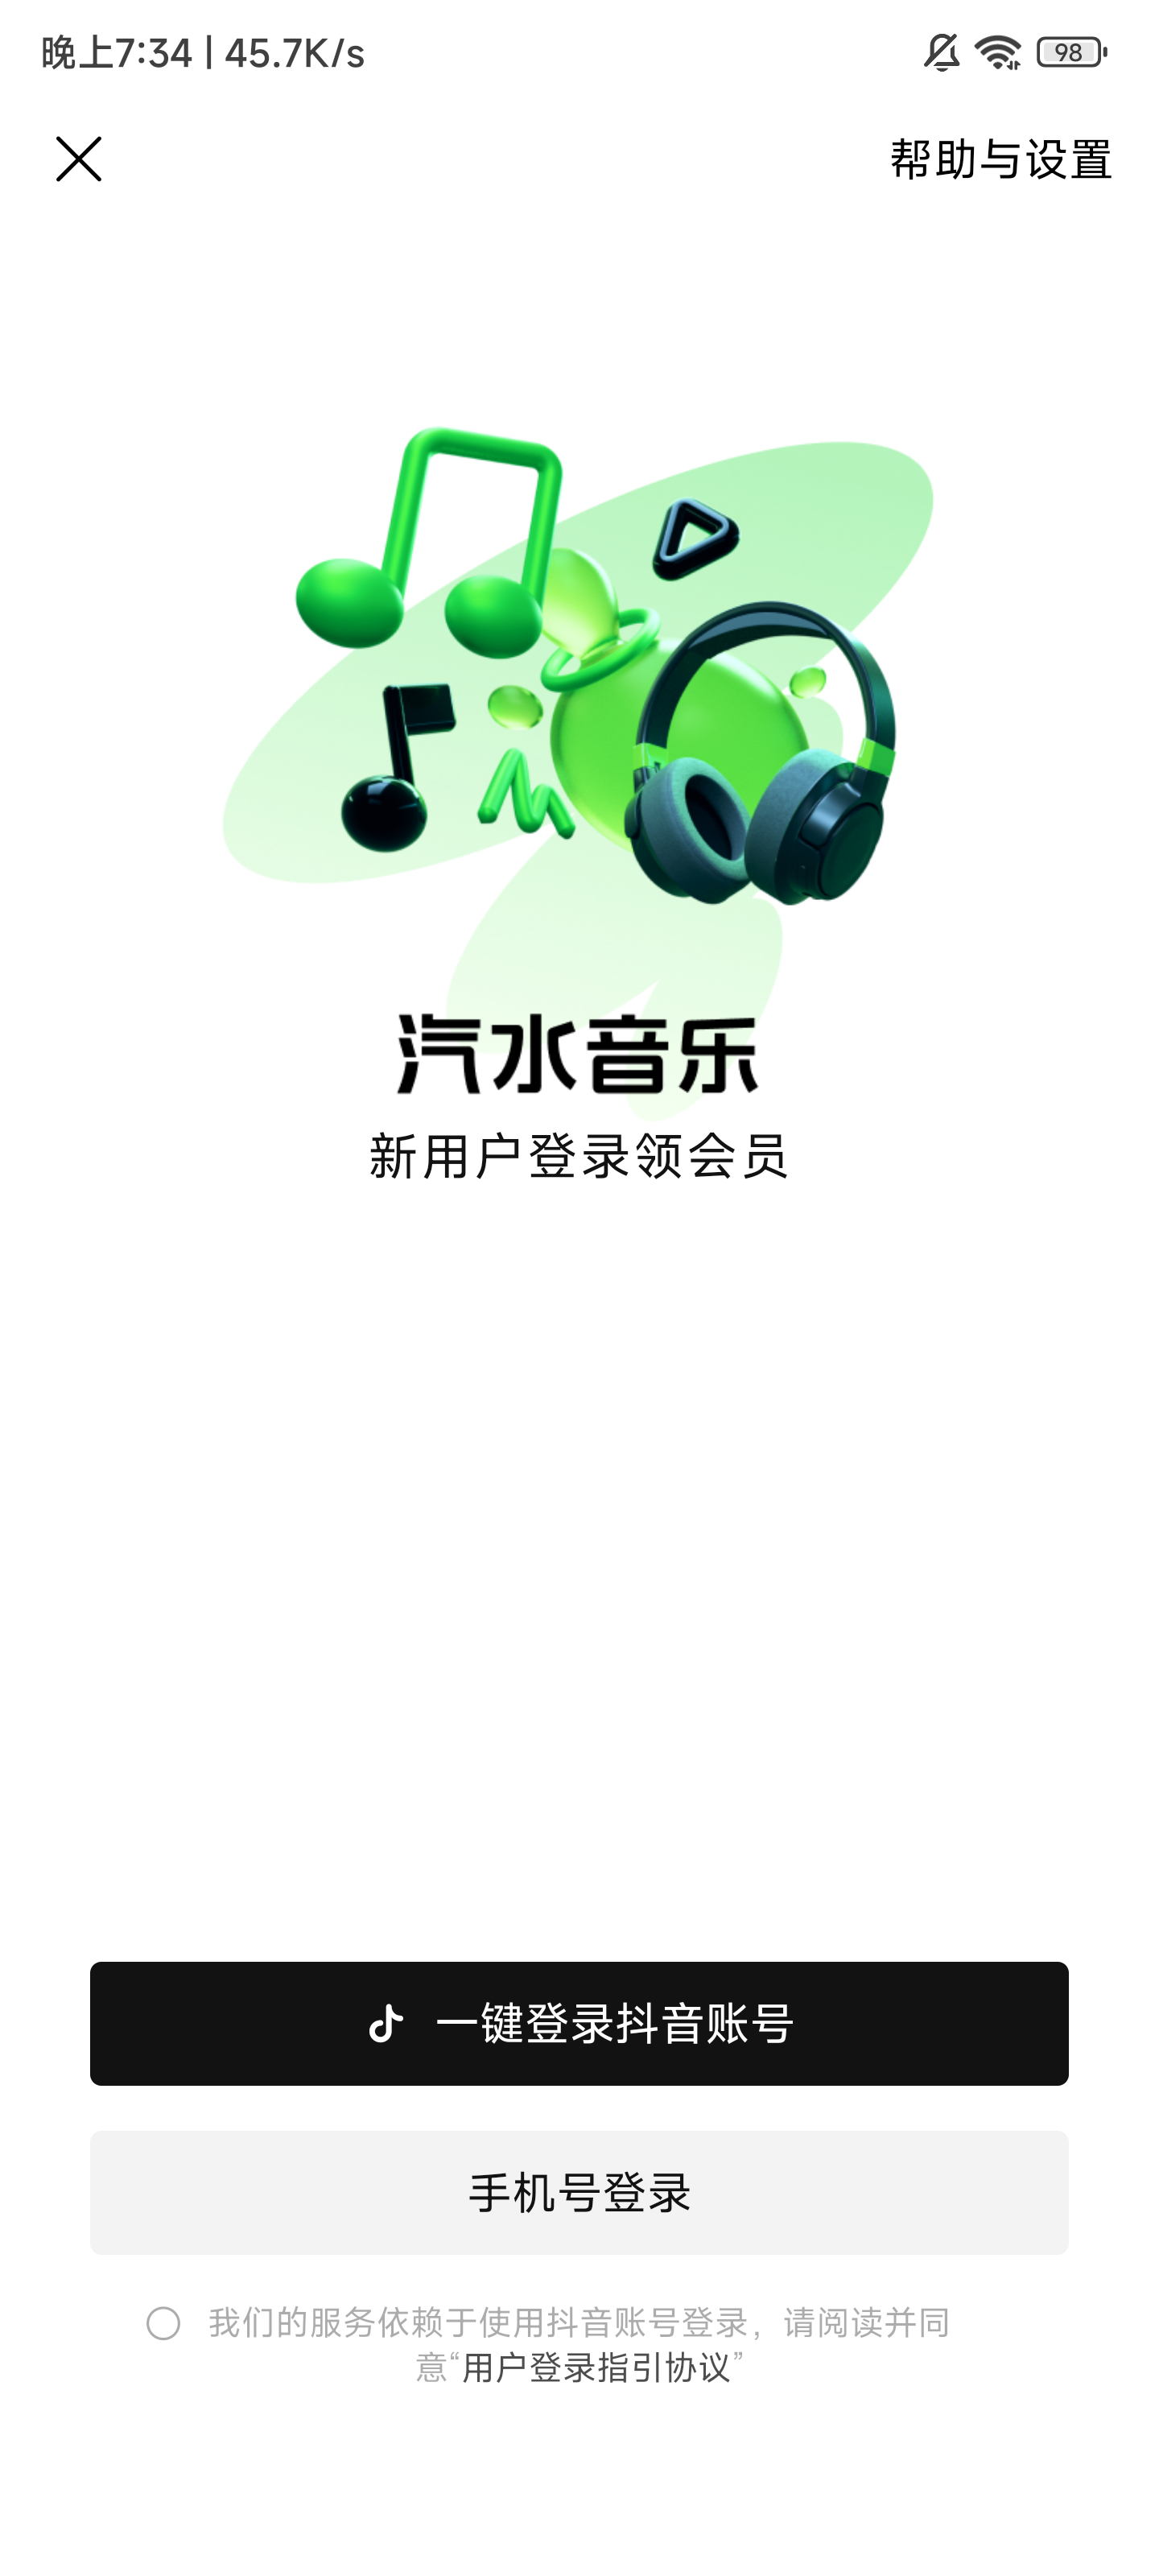 晚上7:34 | 45.7K/s
98
帮助与设置
汽水音乐
新用户登录领会员
一键登录抖音账号
手机号登录
我们的服务依赖于使用抖音账号登录，请阅读并同
意“用户登录指引协议”